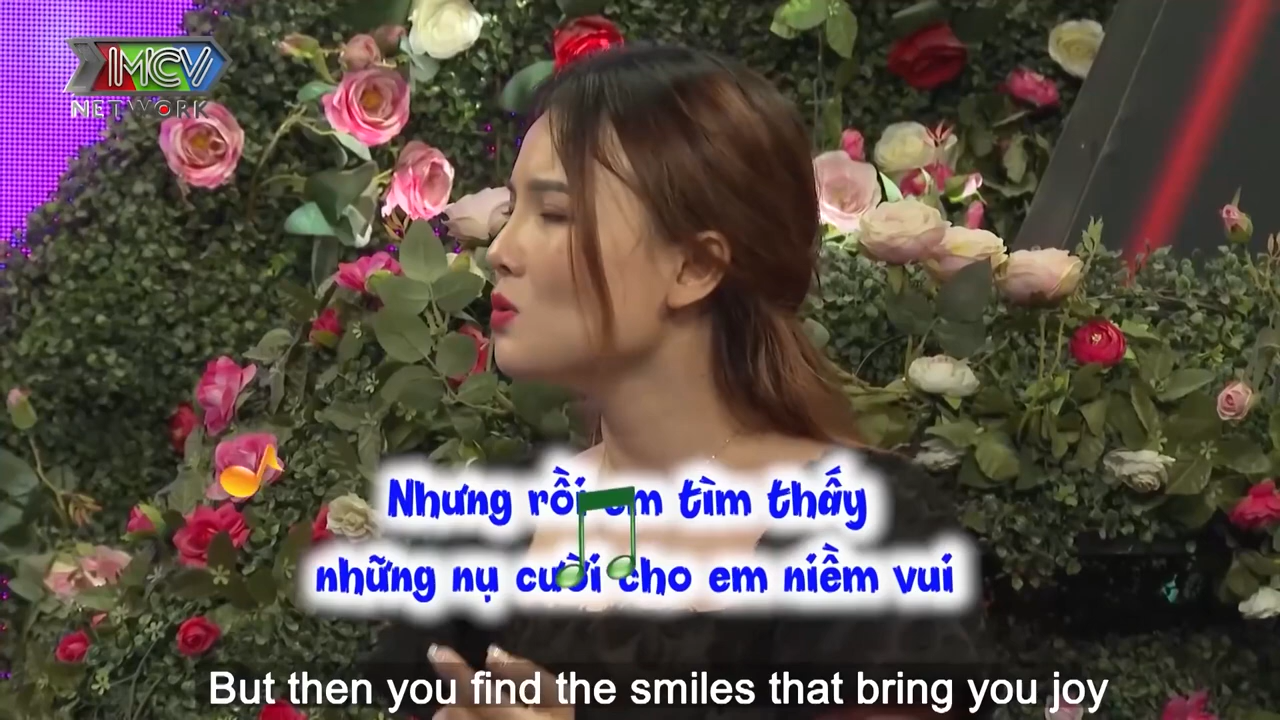 MCV
NETWORK
Nhưng rồi em tìm thấy
những nụ cười cho em niềm vui
But then you find the smiles that bring you joy